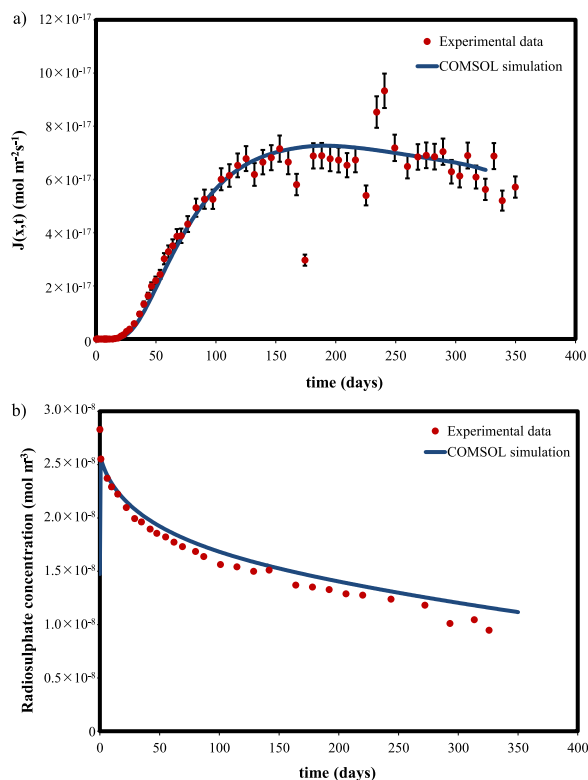 a)
12×10⁻¹⁷
10×10⁻¹⁷
8×10⁻¹⁷
6×10⁻¹⁷
4×10⁻¹⁷
2×10⁻¹⁷
0
J(x,t) (mol m⁻²s⁻¹)
Experimental data
COMSOL simulation
0 50 100 150 200 250 300 350 400
time (days)
b)
3.0×10⁻⁸
2.5×10⁻⁸
2.0×10⁻⁸
1.5×10⁻⁸
1.0×10⁻⁸
0.5×10⁻⁸
0
Radiosulphate concentration (mol m⁻³)
Experimental data
COMSOL simulation
0 50 100 150 200 250 300 350 400
time (days)